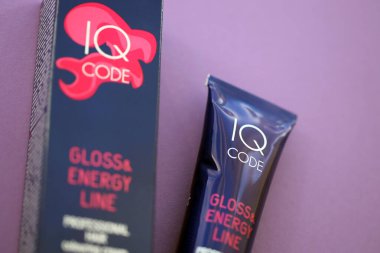 IQ
CODE
GLOSS&
ENERGY
LINE
PROFESSIONAL
HAIR
IQ
CODE
GLOSS&
ENERGY
LINE